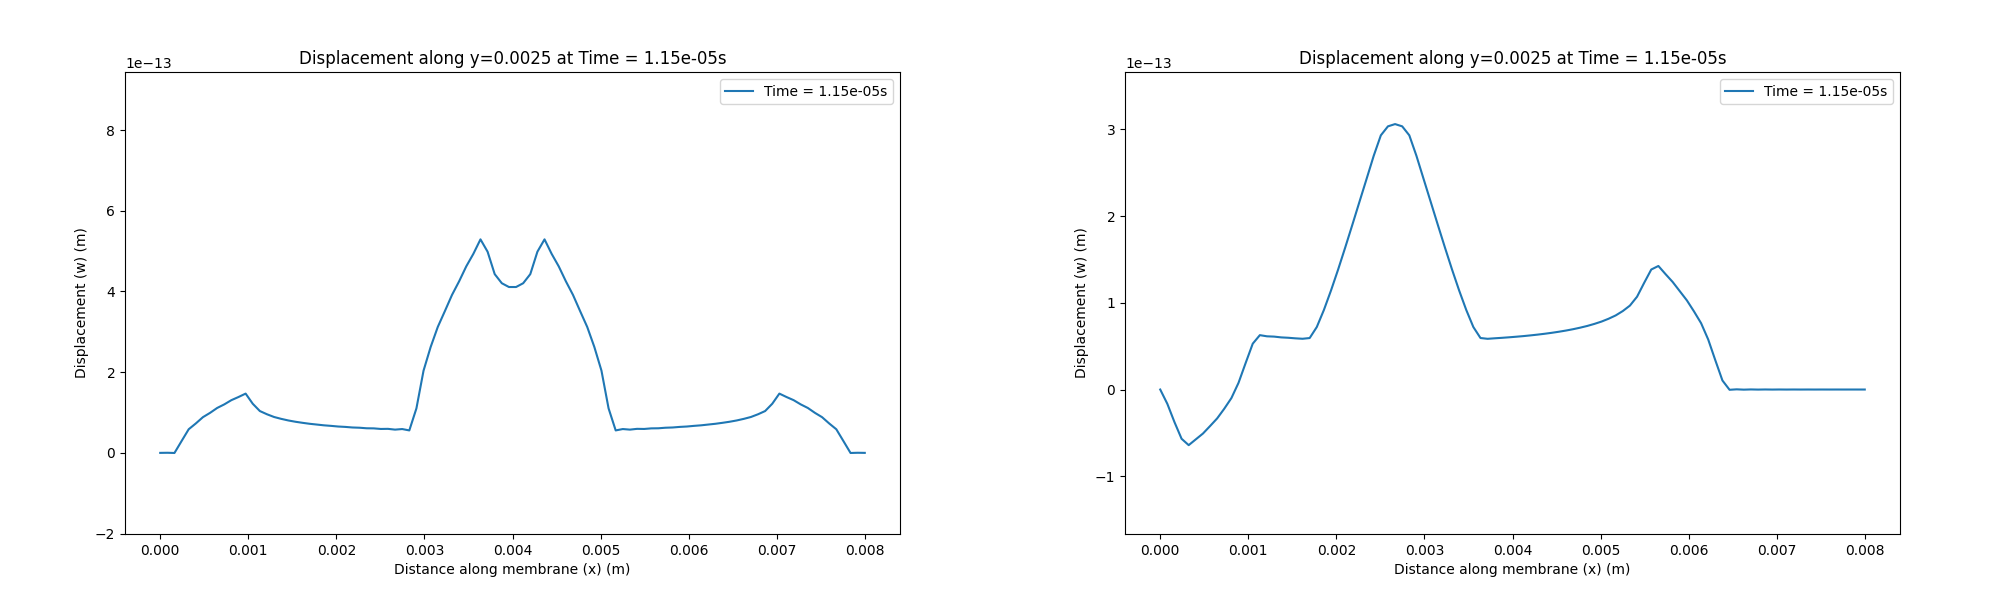 Displacement along y=0.0025 at Time = 1.15e-05s
1e−13
Time = 1.15e-05s
8
6
4
2
0
−2
Displacement (w) (m)
0.000 0.001 0.002 0.003 0.004 0.005 0.006 0.007 0.008
Distance along membrane (x) (m)
Displacement along y=0.0025 at Time = 1.15e-05s
1e−13
Time = 1.15e-05s
3
2
1
0
−1
Displacement (w) (m)
0.000 0.001 0.002 0.003 0.004 0.005 0.006 0.007 0.008
Distance along membrane (x) (m)